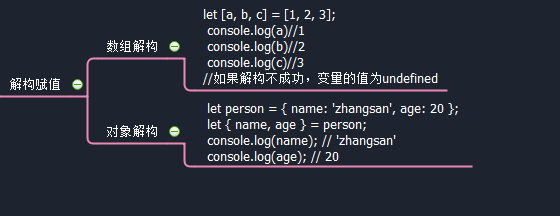 解构赋值
数组解构
let [a, b, c] = [1, 2, 3];
console.log(a)//1
console.log(b)//2
console.log(c)//3
//如果解构不成功，变量的值为undefined
对象解构
let person = { name: 'zhangsan', age: 20 };
let { name, age } = person;
console.log(name); // 'zhangsan'
console.log(age); // 20